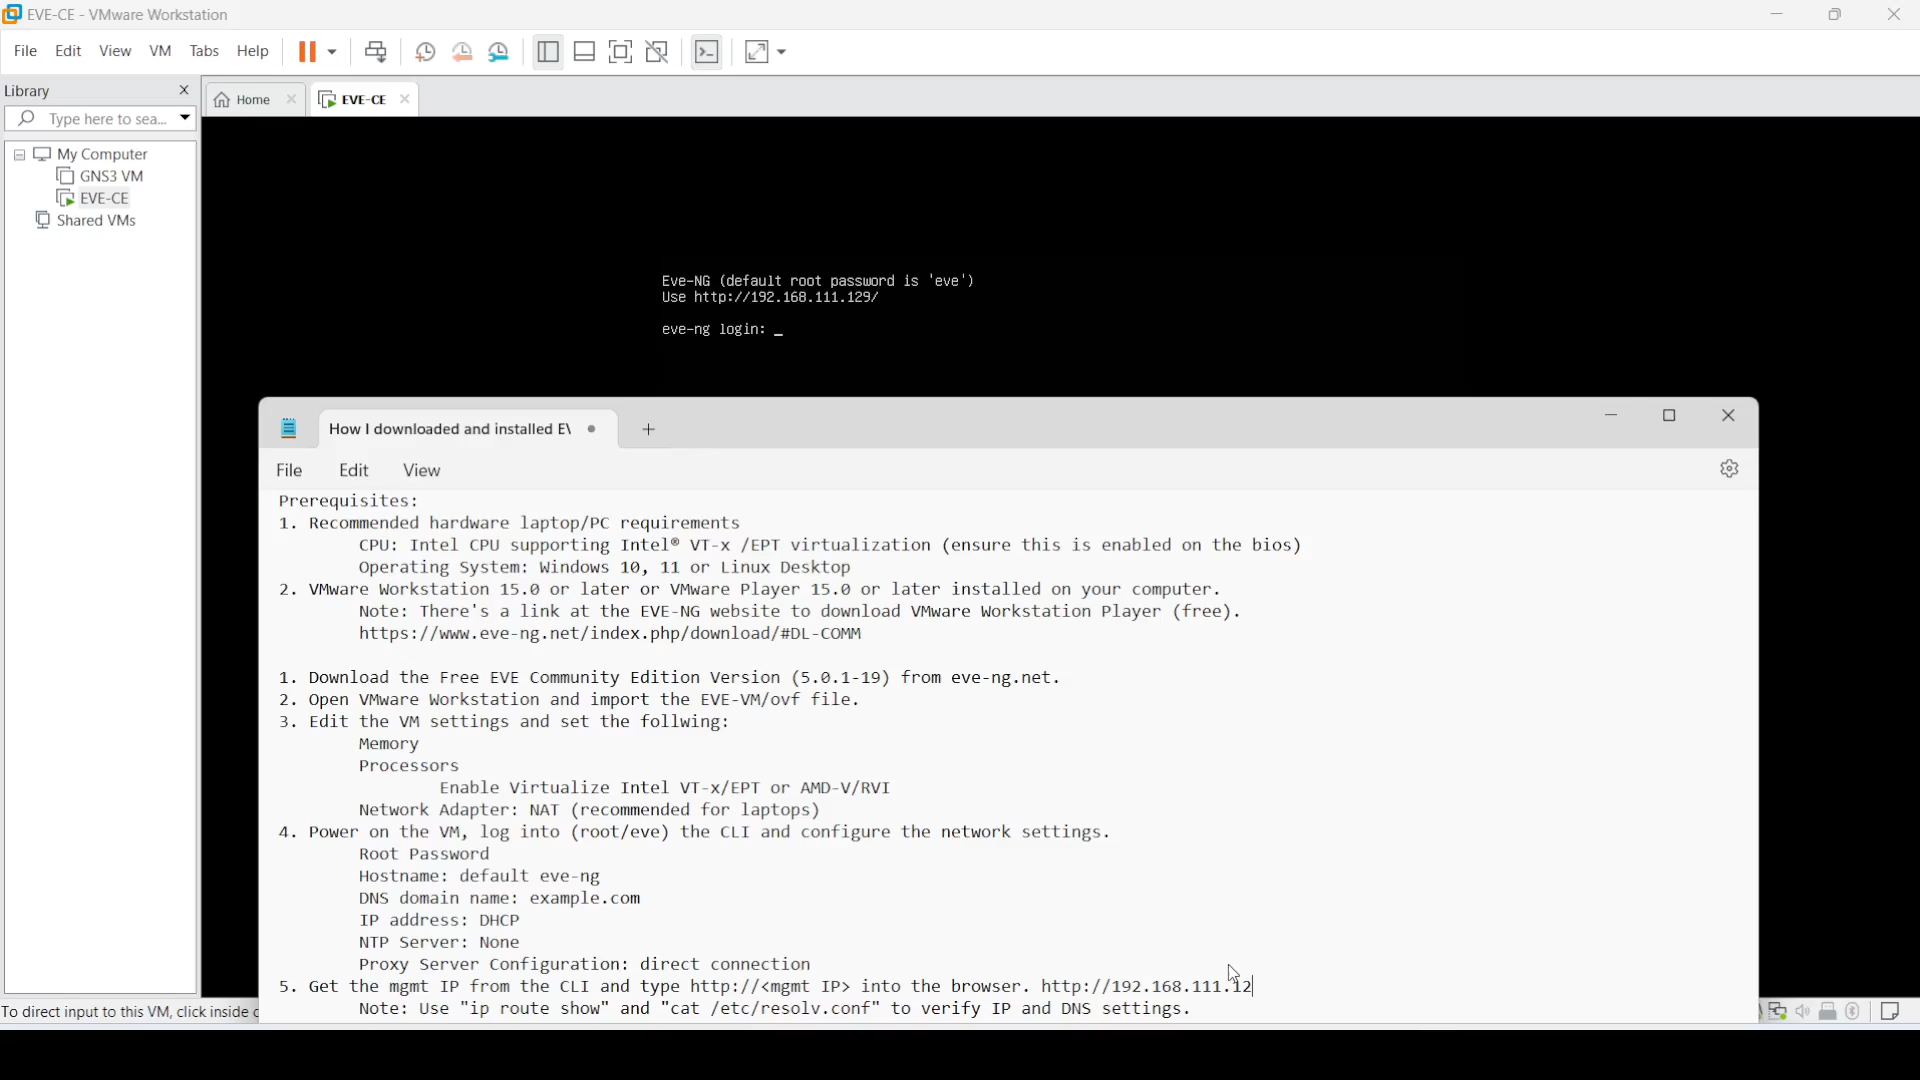 EVE-CE - VMware Workstation
File Edit View VM Tabs Help
Library
Home
EVE-CE
Type here to sea...
My Computer
GNS3 VM
EVE-CE
Shared VMs
Eve-NG (default root password is 'eve')
Use http://192.168.111.129/
eve-ng login: _
How I downloaded and installed E\
File Edit View
Prerequisites:
1. Recommended hardware laptop/PC requirements
CPU: Intel CPU supporting Intel® VT-x /EPT virtualization (ensure this is enabled on the bios)
Operating System: Windows 10, 11 or Linux Desktop
2. VMware Workstation 15.0 or later or VMware Player 15.0 or later installed on your computer.
Note: There's a link at the EVE-NG website to download VMware Workstation Player (free).
https://www.eve-ng.net/index.php/download/#DL-COMM
1. Download the Free EVE Community Edition Version (5.0.1-19) from eve-ng.net.
2. Open VMware Workstation and import the EVE-VM/ovf file.
3. Edit the VM settings and set the follwing:
Memory
Processors
Enable Virtualize Intel VT-x/EPT or AMD-V/RVI
Network Adapter: NAT (recommended for laptops)
4. Power on the VM, log into (root/eve) the CLI and configure the network settings.
Root Password
Hostname: default eve-ng
DNS domain name: example.com
IP address: DHCP
NTP Server: None
Proxy Server Configuration: direct connection
5. Get the mgmt IP from the CLI and type http://<mgmt IP> into the browser. http://192.168.111.12
Note: Use "ip route show" and "cat /etc/resolv.conf" to verify IP and DNS settings.
To direct input to this VM, click inside